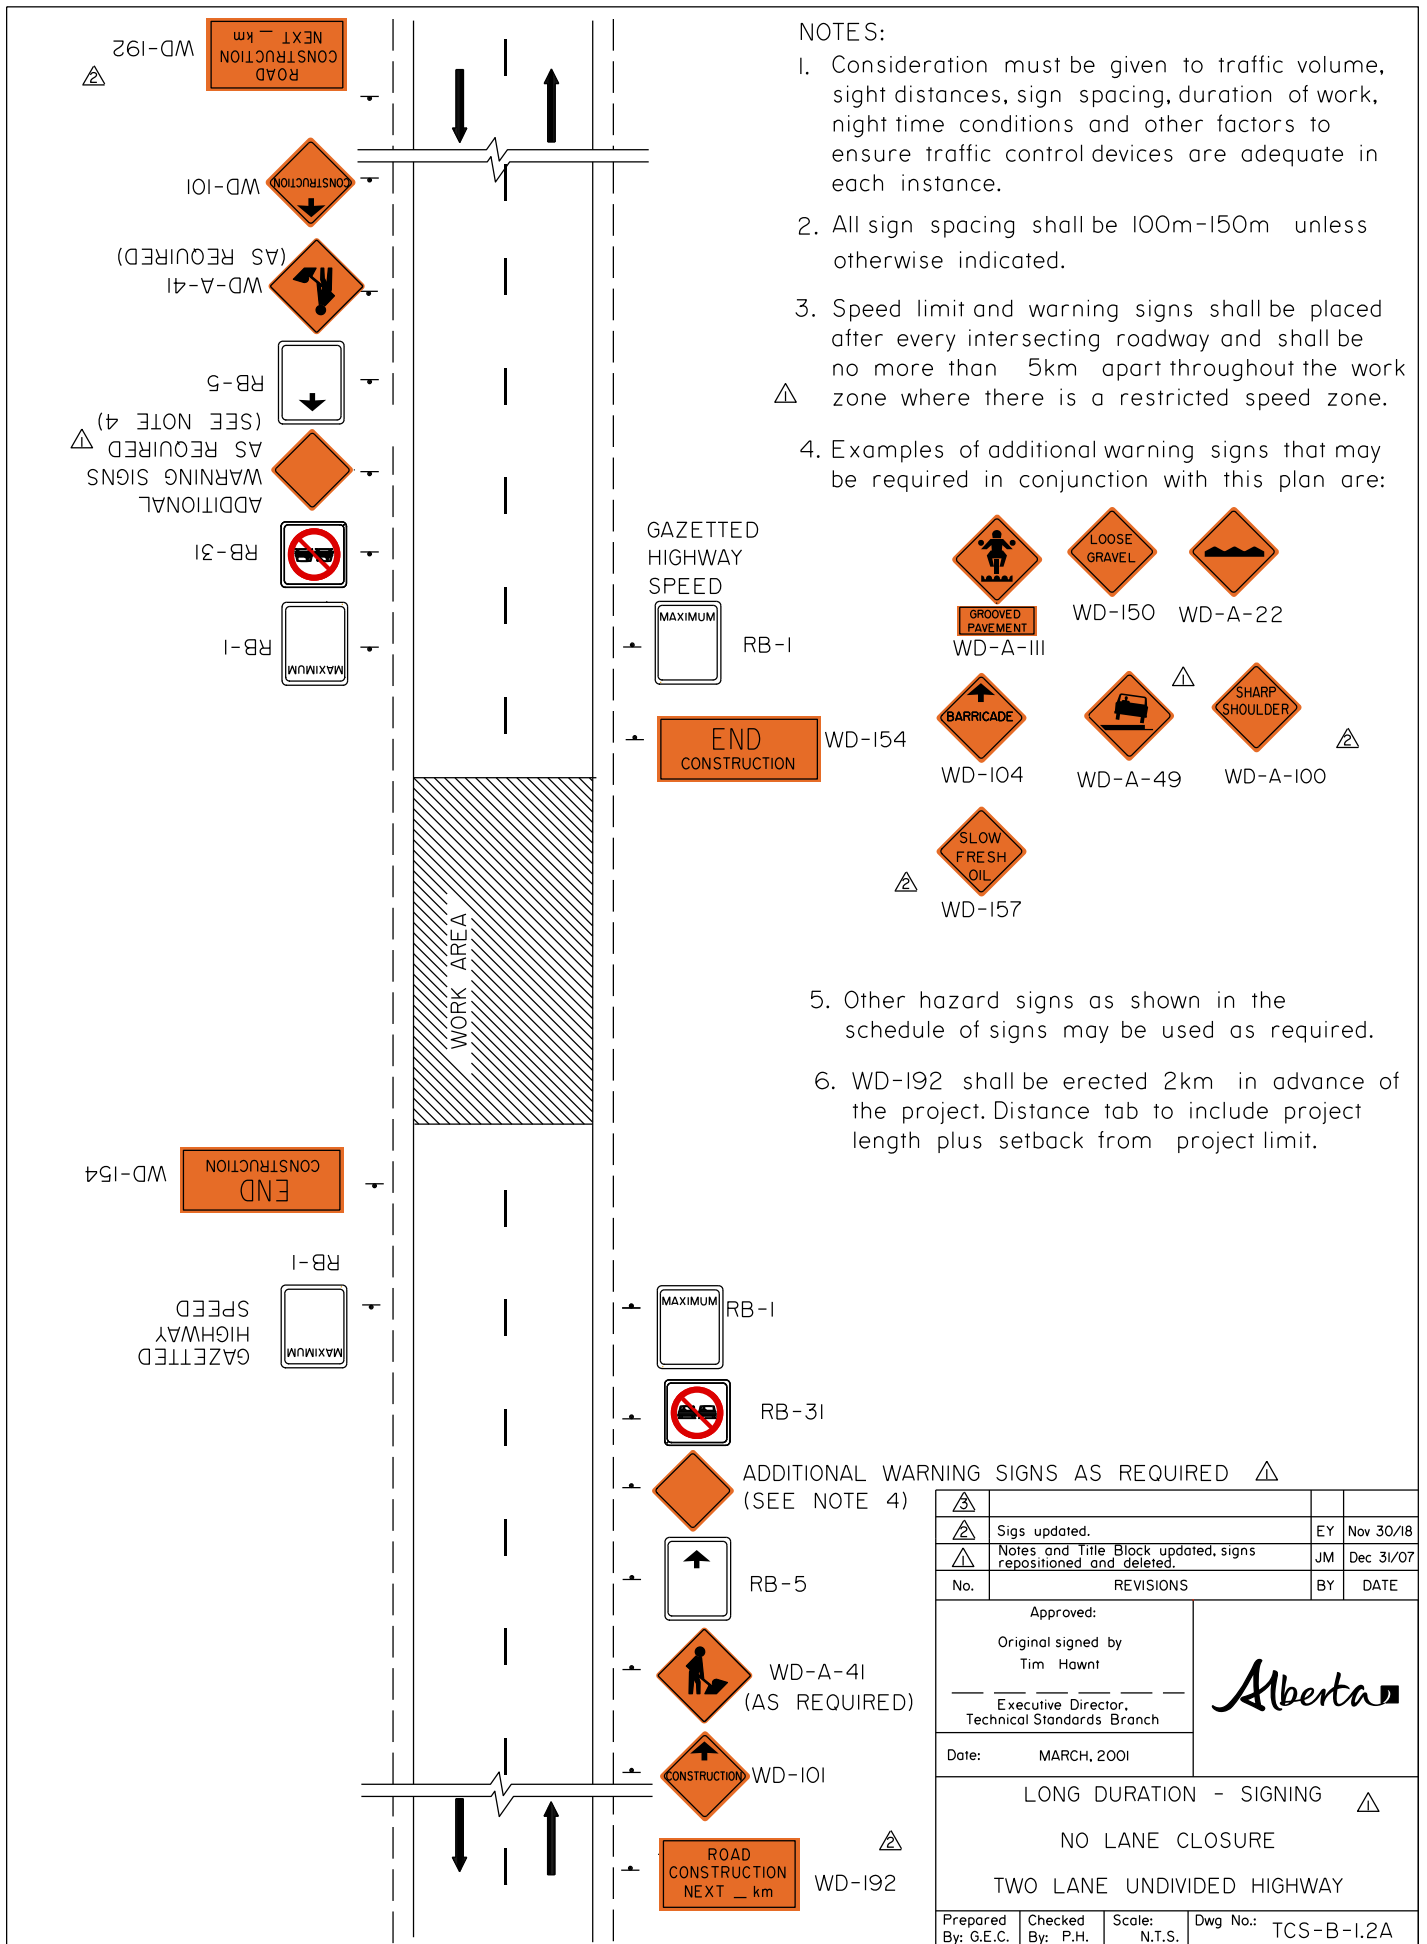 WD-192
ROAD
CONSTRUCTION
NEXT _ km
WD-101
CONSTRUCTION
WD-A-41
(AS REQUIRED)
RB-5
ADDITIONAL
WARNING SIGNS
AS REQUIRED
(SEE NOTE 4)
1
RB-31
RB-1
MAXIMUM
2
GAZETTED
HIGHWAY
SPEED
MAXIMUM
RB-1
END
CONSTRUCTION
WD-154
WORK AREA
WD-154
END
CONSTRUCTION
RB-1
GAZETTED
HIGHWAY
SPEED
MAXIMUM
MAXIMUM
RB-1
RB-31
ADDITIONAL WARNING SIGNS AS REQUIRED 1
(SEE NOTE 4)
RB-5
WD-A-41
(AS REQUIRED)
CONSTRUCTION
WD-101
2
ROAD
CONSTRUCTION
NEXT _ km
WD-192
NOTES:
1. Consideration must be given to traffic volume,
sight distances, sign spacing, duration of work,
night time conditions and other factors to
ensure traffic control devices are adequate in
each instance.
2. All sign spacing shall be 100m-150m unless
otherwise indicated.
3. Speed limit and warning signs shall be placed
after every intersecting roadway and shall be
no more than 5km apart throughout the work
1 zone where there is a restricted speed zone.
4. Examples of additional warning signs that may
be required in conjunction with this plan are:
GROOVED
PAVEMENT
WD-A-111
LOOSE
GRAVEL
WD-150
WD-A-22
BARRICADE
WD-104
WD-A-49
1
SHARP
SHOULDER
WD-A-100
2
SLOW
FRESH
OIL
2
WD-157
5. Other hazard signs as shown in the
schedule of signs may be used as required.
6. WD-192 shall be erected 2km in advance of
the project. Distance tab to include project
length plus setback from project limit.
3
2 Sigs updated. EY Nov 30/18
1 Notes and Title Block updated, signs
repositioned and deleted. JM Dec 31/07
No. REVISIONS BY DATE
Approved:
Original signed by
Tim Hawnt
Executive Director,
Technical Standards Branch
Date: MARCH, 2001
Alberta
LONG DURATION - SIGNING 1
NO LANE CLOSURE
TWO LANE UNDIVIDED HIGHWAY
Prepared
By: G.E.C.
Checked
By: P.H.
Scale:
N.T.S.
Dwg No.: TCS-B-1.2A